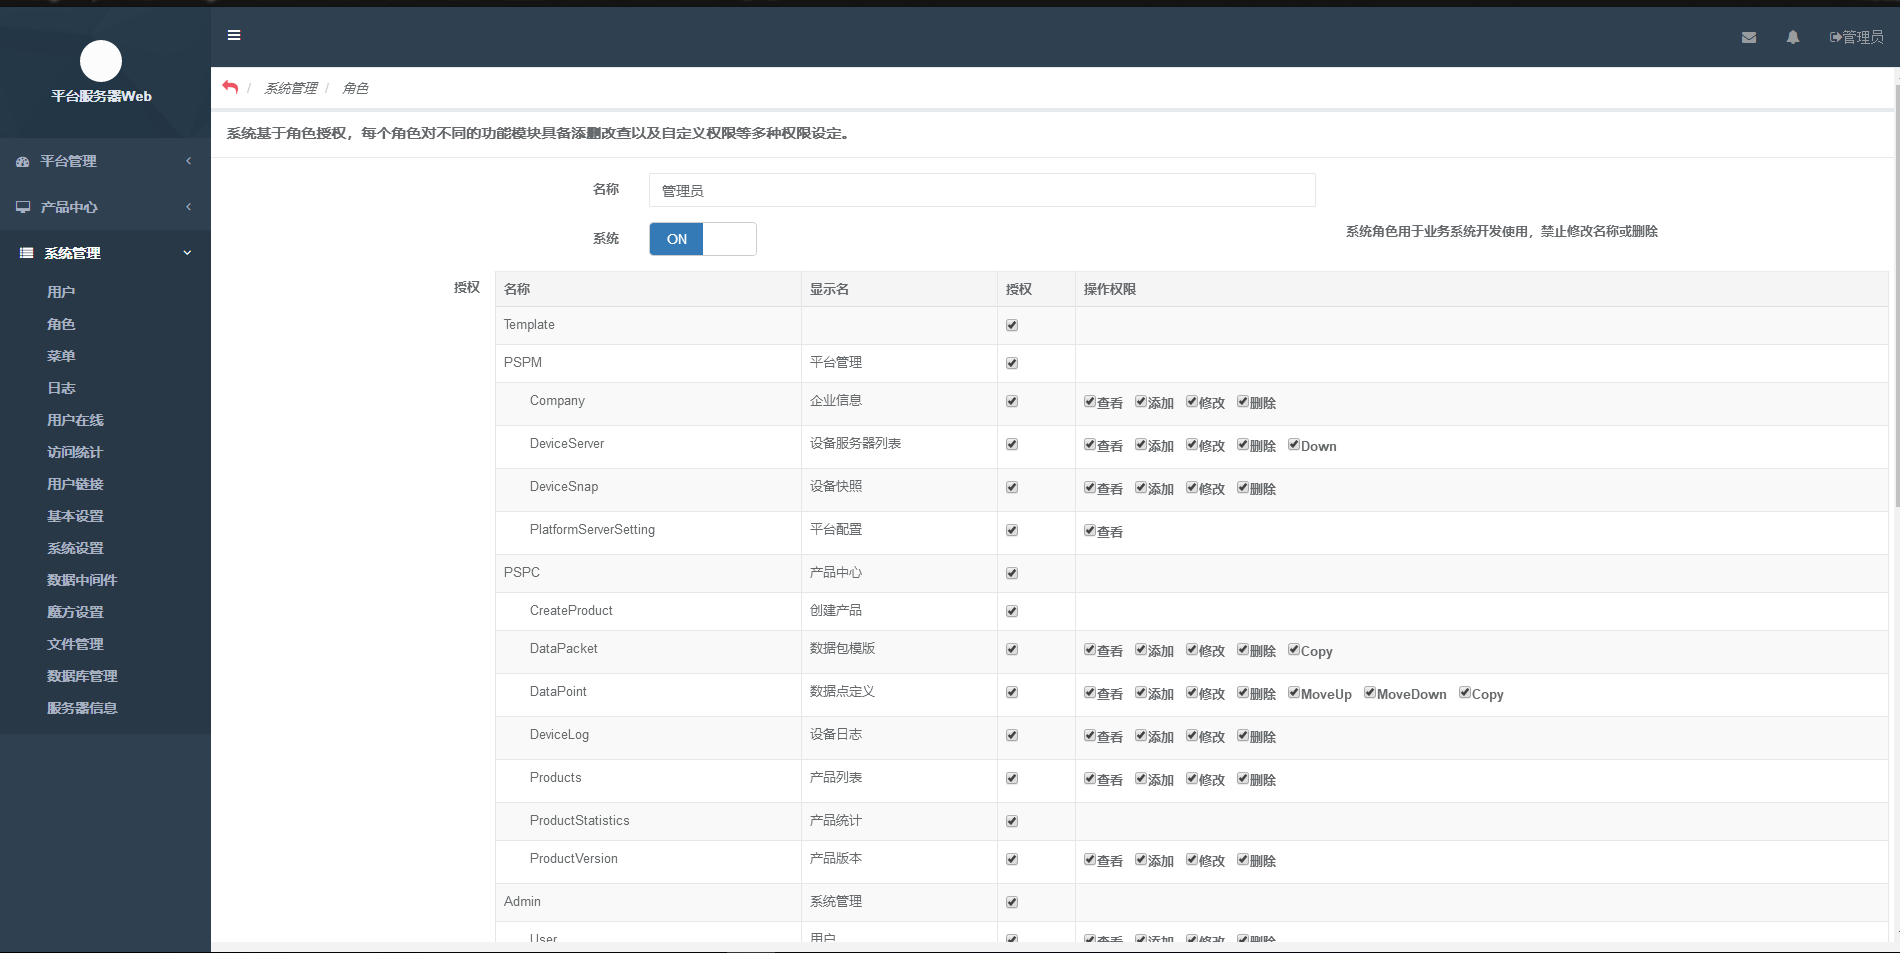 管理员
平台服务器Web
系统管理 / 角色
系统基于角色授权，每个角色对不同的功能模块具备添删改查以及自定义权限等多种权限设定。
平台管理
产品中心
系统管理
用户
角色
菜单
日志
用户在线
访问统计
用户链接
基本设置
系统设置
数据中间件
魔方设置
文件管理
数据库管理
服务器信息
名称 管理员
系统 ON 系统角色用于业务系统开发使用，禁止修改名称或删除
授权 名称 显示名 授权 操作权限
Template
PSPM 平台管理
Company 企业信息 查看 添加 修改 删除
DeviceServer 设备服务器列表 查看 添加 修改 删除 Down
DeviceSnap 设备快照 查看 添加 修改 删除
PlatformServerSetting 平台配置 查看
PSPC 产品中心
CreateProduct 创建产品
DataPacket 数据包模版 查看 添加 修改 删除 Copy
DataPoint 数据点定义 查看 添加 修改 删除 MoveUp MoveDown Copy
DeviceLog 设备日志 查看 添加 修改 删除
Products 产品列表 查看 添加 修改 删除
ProductStatistics 产品统计
ProductVersion 产品版本 查看 添加 修改 删除
Admin 系统管理
User 用户 查看 添加 修改 删除